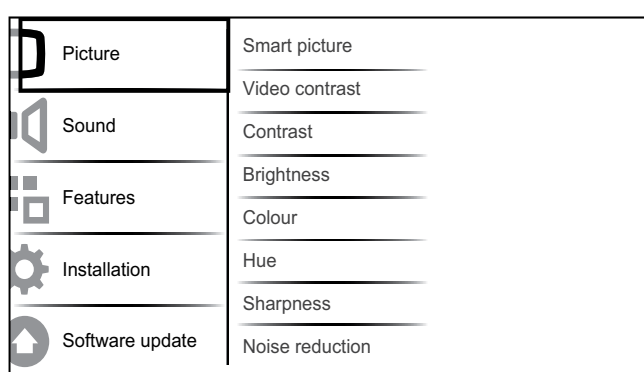 Picture
Sound
Features
Installation
Software update
Smart picture
Video contrast
Contrast
Brightness
Colour
Hue
Sharpness
Noise reduction